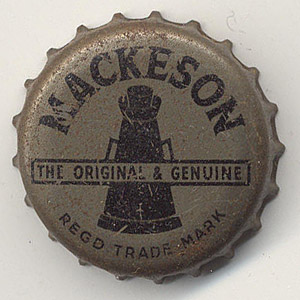 MACKESON
THE ORIGINAL & GENUINE
REGD TRADE MARK